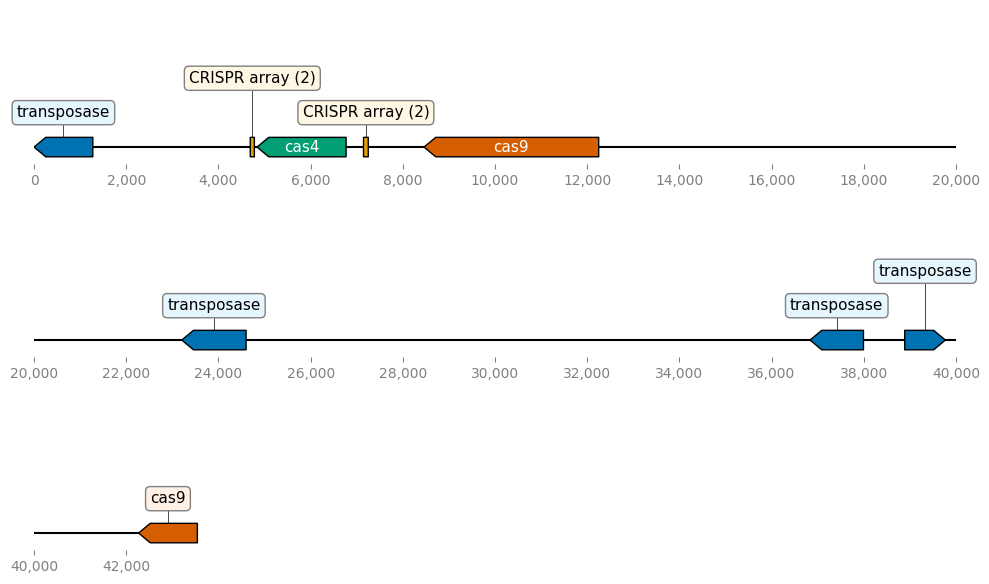 CRISPR array (2)
transposase CRISPR array (2)
cas4 cas9
0 2,000 4,000 6,000 8,000 10,000 12,000 14,000 16,000 18,000 20,000
transposase
transposase transposase
20,000 22,000 24,000 26,000 28,000 30,000 32,000 34,000 36,000 38,000 40,000
cas9
40,000 42,000